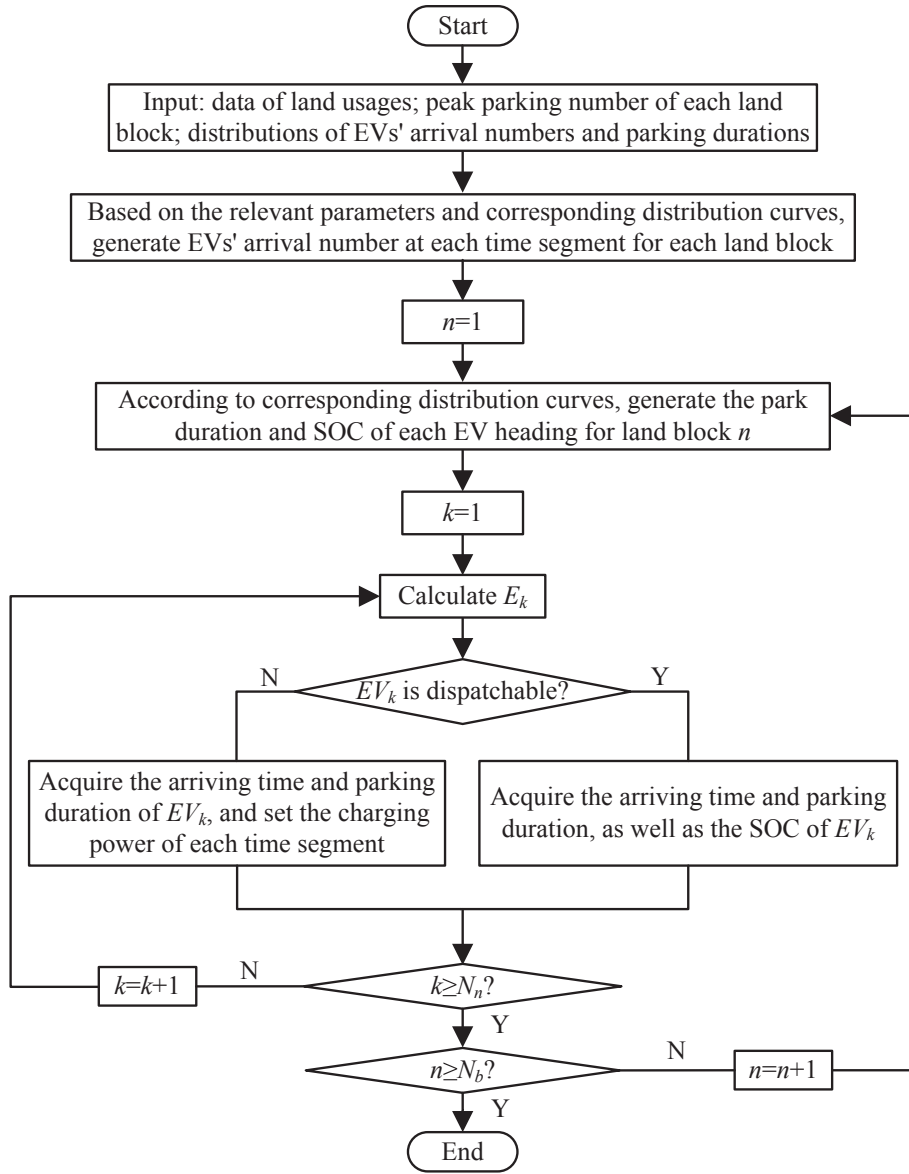 Start
Input: data of land usages; peak parking number of each land
block; distributions of EVs' arrival numbers and parking durations
Based on the relevant parameters and corresponding distribution curves,
generate EVs' arrival number at each time segment for each land block
n=1
According to corresponding distribution curves, generate the park
duration and SOC of each EV heading for land block n
k=1
Calculate E_k
N
EV_k is dispatchable?
Y
Acquire the arriving time and parking
duration of EV_k, and set the charging
power of each time segment
Acquire the arriving time and parking
duration, as well as the SOC of EV_k
k=k+1
N
k≥N_n?
Y
n≥N_b?
N
n=n+1
Y
End